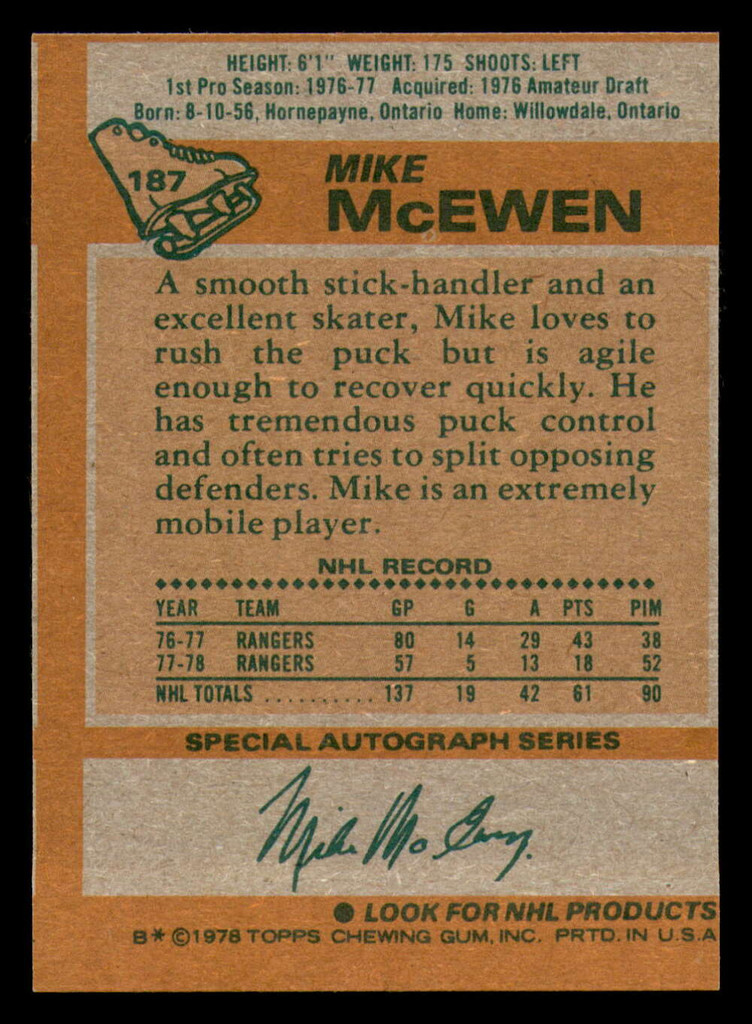 HEIGHT: 6'1" WEIGHT: 175 SHOOTS: LEFT
1st Pro Season: 1976-77 Acquired: 1976 Amateur Draft
Born: 8-10-56, Hornepayne, Ontario Home: Willowdale, Ontario
187
MIKE
McEWEN
A smooth stick-handler and an
excellent skater, Mike loves to
rush the puck but is agile
enough to recover quickly. He
has tremendous puck control
and often tries to split opposing
defenders. Mike is an extremely
mobile player.
NHL RECORD
YEAR TEAM GP G A PTS PIM
76-77 RANGERS 80 14 29 43 38
77-78 RANGERS 57 5 13 18 52
NHL TOTALS .......... 137 19 42 61 90
SPECIAL AUTOGRAPH SERIES
Mike McEwen
● LOOK FOR NHL PRODUCTS
B* ©1978 TOPPS CHEWING GUM, INC. PRTD. IN U.S.A